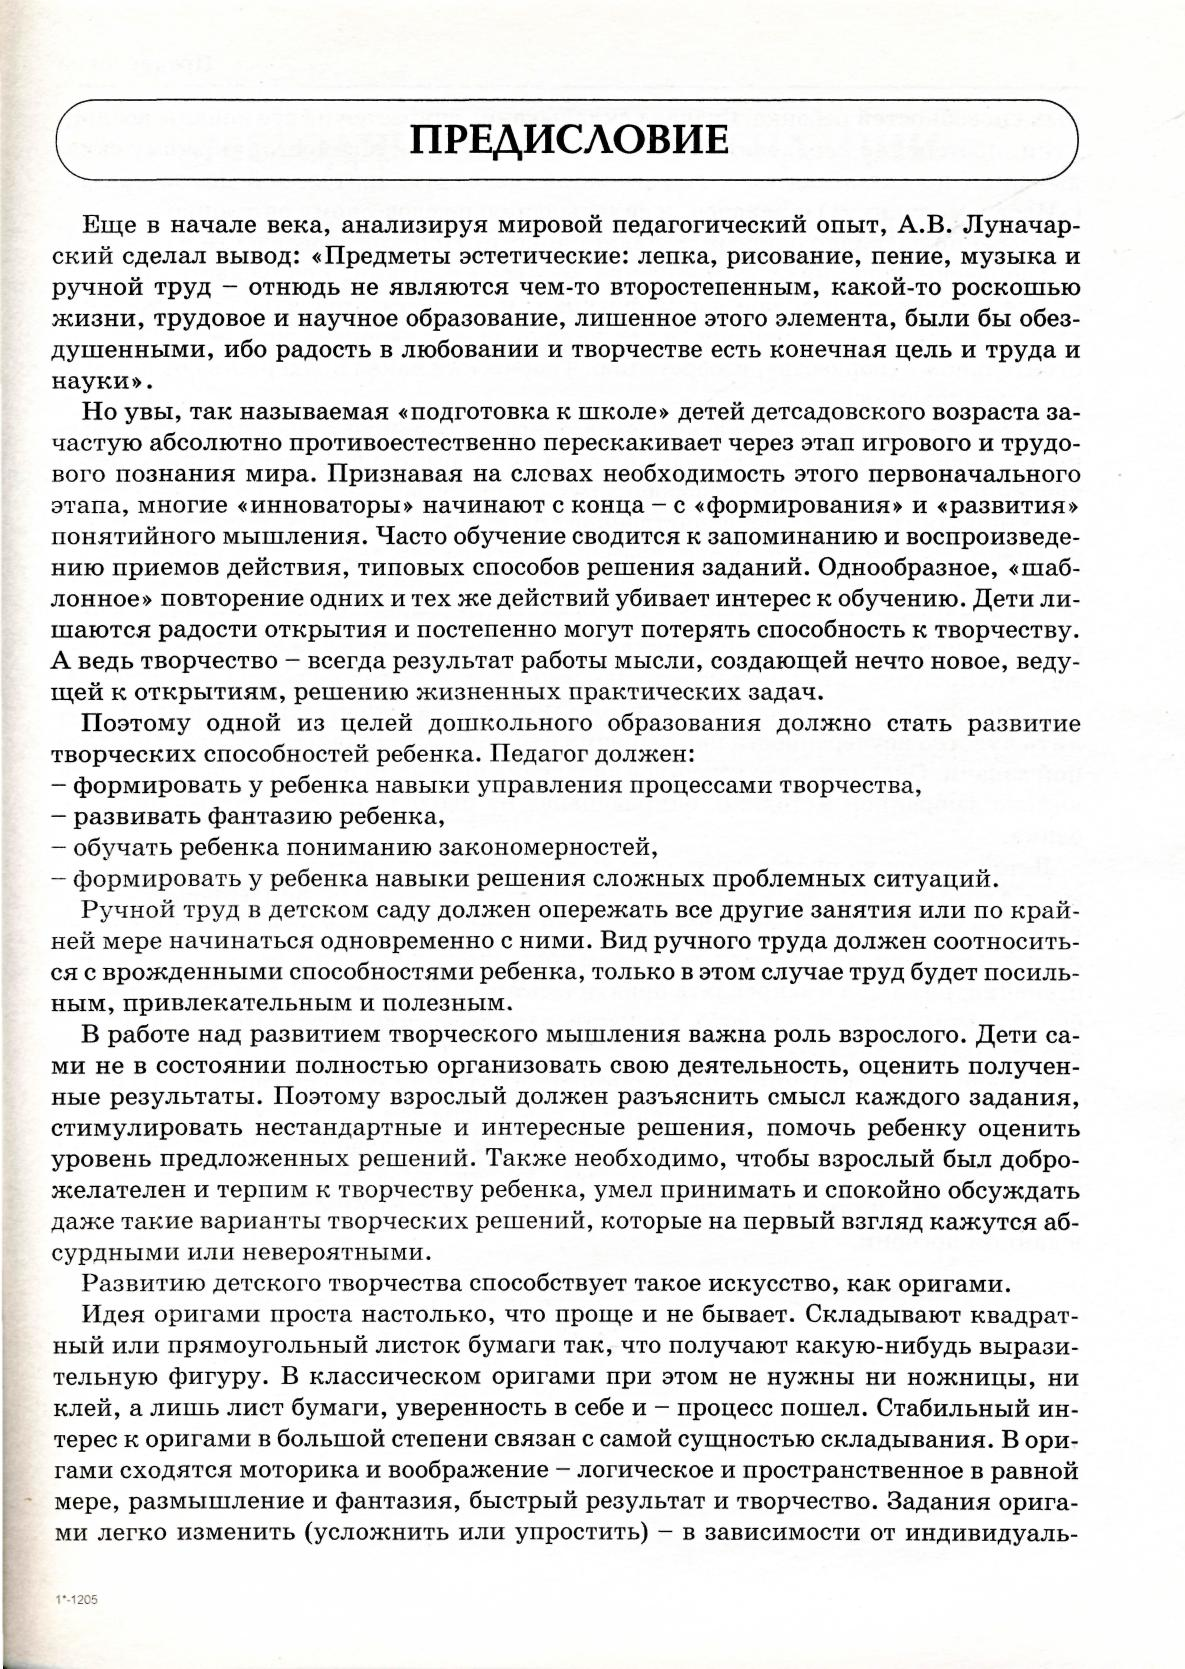 ПРЕДИСЛОВИЕ
Еще в начале века, анализируя мировой педагогический опыт, А.В. Луначар-
ский сделал вывод: «Предметы эстетические: лепка, рисование, пение, музыка и
ручной труд – отнюдь не являются чем-то второстепенным, какой-то роскошью
жизни, трудовое и научное образование, лишенное этого элемента, были бы обез-
душенными, ибо радость в любовании и творчестве есть конечная цель и труда и
науки».
Но увы, так называемая «подготовка к школе» детей детсадовского возраста за-
частую абсолютно противоестественно перескакивает через этап игрового и трудо-
вого познания мира. Признавая на словах необходимость этого первоначального
этапа, многие «инноваторы» начинают с конца – с «формирования» и «развития»
понятийного мышления. Часто обучение сводится к запоминанию и воспроизведе-
нию приемов действия, типовых способов решения заданий. Однообразное, «шаб-
лонное» повторение одних и тех же действий убивает интерес к обучению. Дети ли-
шаются радости открытия и постепенно могут потерять способность к творчеству.
А ведь творчество – всегда результат работы мысли, создающей нечто новое, веду-
щей к открытиям, решению жизненных практических задач.
Поэтому одной из целей дошкольного образования должно стать развитие
творческих способностей ребенка. Педагог должен:
– формировать у ребенка навыки управления процессами творчества,
– развивать фантазию ребенка,
– обучать ребенка пониманию закономерностей,
– формировать у ребенка навыки решения сложных проблемных ситуаций.
Ручной труд в детском саду должен опережать все другие занятия или по край-
ней мере начинаться одновременно с ними. Вид ручного труда должен соотносить-
ся с врожденными способностями ребенка, только в этом случае труд будет посиль-
ным, привлекательным и полезным.
В работе над развитием творческого мышления важна роль взрослого. Дети са-
ми не в состоянии полностью организовать свою деятельность, оценить получен-
ные результаты. Поэтому взрослый должен разъяснить смысл каждого задания,
стимулировать нестандартные и интересные решения, помочь ребенку оценить
уровень предложенных решений. Также необходимо, чтобы взрослый был добро-
желателен и терпим к творчеству ребенка, умел принимать и спокойно обсуждать
даже такие варианты творческих решений, которые на первый взгляд кажутся аб-
сурдными или невероятными.
Развитию детского творчества способствует такое искусство, как оригами.
Идея оригами проста настолько, что проще и не бывает. Складывают квадрат-
ный или прямоугольный листок бумаги так, что получают какую-нибудь вырази-
тельную фигуру. В классическом оригами при этом не нужны ни ножницы, ни
клей, а лишь лист бумаги, уверенность в себе и – процесс пошел. Стабильный ин-
терес к оригами в большой степени связан с самой сущностью складывания. В ори-
гами сходятся моторика и воображение – логическое и пространственное в равной
мере, размышление и фантазия, быстрый результат и творчество. Задания орига-
ми легко изменить (усложнить или упростить) – в зависимости от индивидуаль-
1*-1205